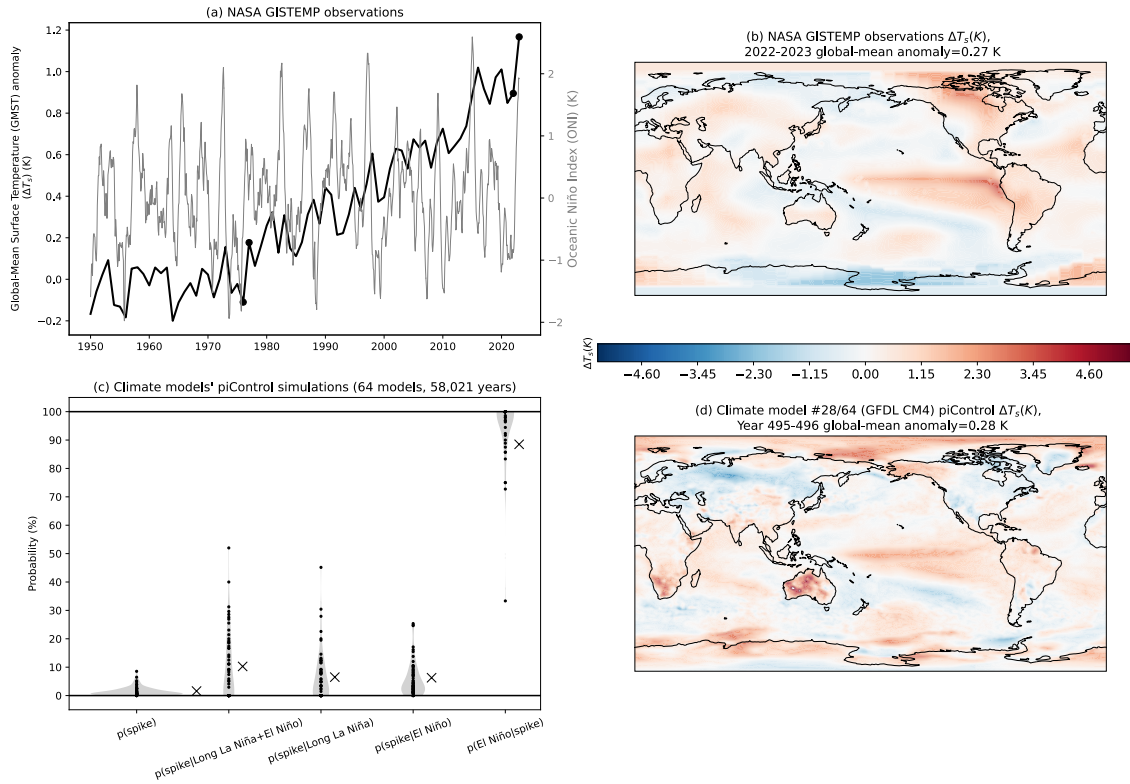 (a) NASA GISTEMP observations
Global-Mean Surface Temperature (GMST) anomaly
(ΔTs) (K)
1.2
1.0
0.8
0.6
0.4
0.2
0.0
−0.2
1950
1960
1970
1980
1990
2000
2010
2020
2
1
0
−1
−2
Oceanic Niño Index (ONI) (K)
(b) NASA GISTEMP observations ΔTs(K),
2022-2023 global-mean anomaly=0.27 K
ΔTs(K)
−4.60
−3.45
−2.30
−1.15
0.00
1.15
2.30
3.45
4.60
(c) Climate models' piControl simulations (64 models, 58,021 years)
Probability (%)
100
90
80
70
60
50
40
30
20
10
0
p(spike)
p(spike|Long La Niña+El Niño)
p(spike|Long La Niña)
p(spike|El Niño)
p(El Niño|spike)
(d) Climate model #28/64 (GFDL CM4) piControl ΔTs(K),
Year 495-496 global-mean anomaly=0.28 K